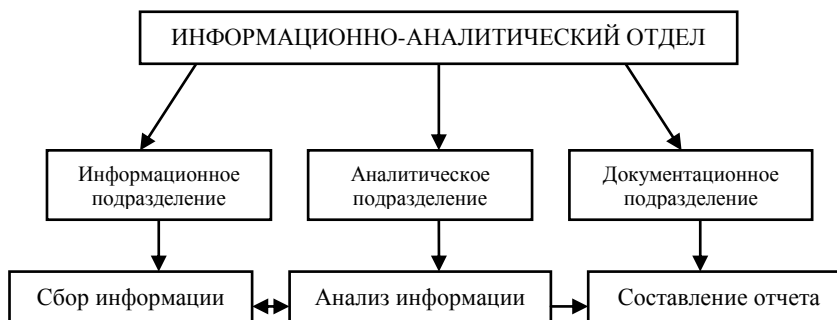 ИНФОРМАЦИОННО-АНАЛИТИЧЕСКИЙ ОТДЕЛ
Информационное
подразделение
Аналитическое
подразделение
Документационное
подразделение
Сбор информации
Анализ информации
Составление отчета